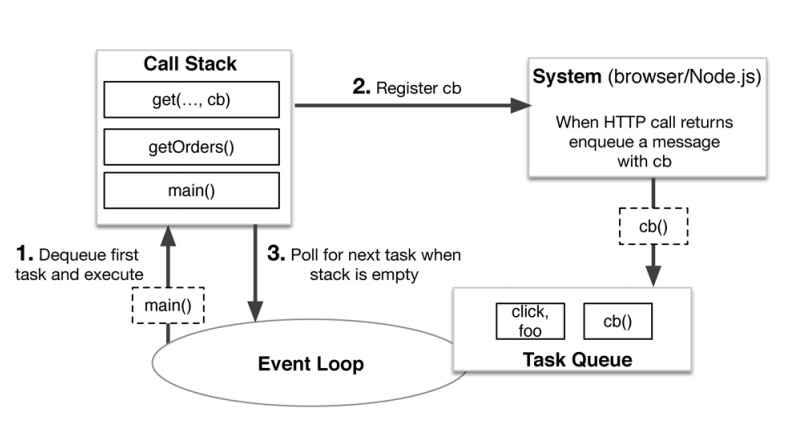 Call Stack
get(…, cb)
getOrders()
main()
2. Register cb
System (browser/Node.js)
When HTTP call returns
enqueue a message
with cb
cb()
1. Dequeue first
task and execute
main()
3. Poll for next task when
stack is empty
Event Loop
click,
foo
cb()
Task Queue